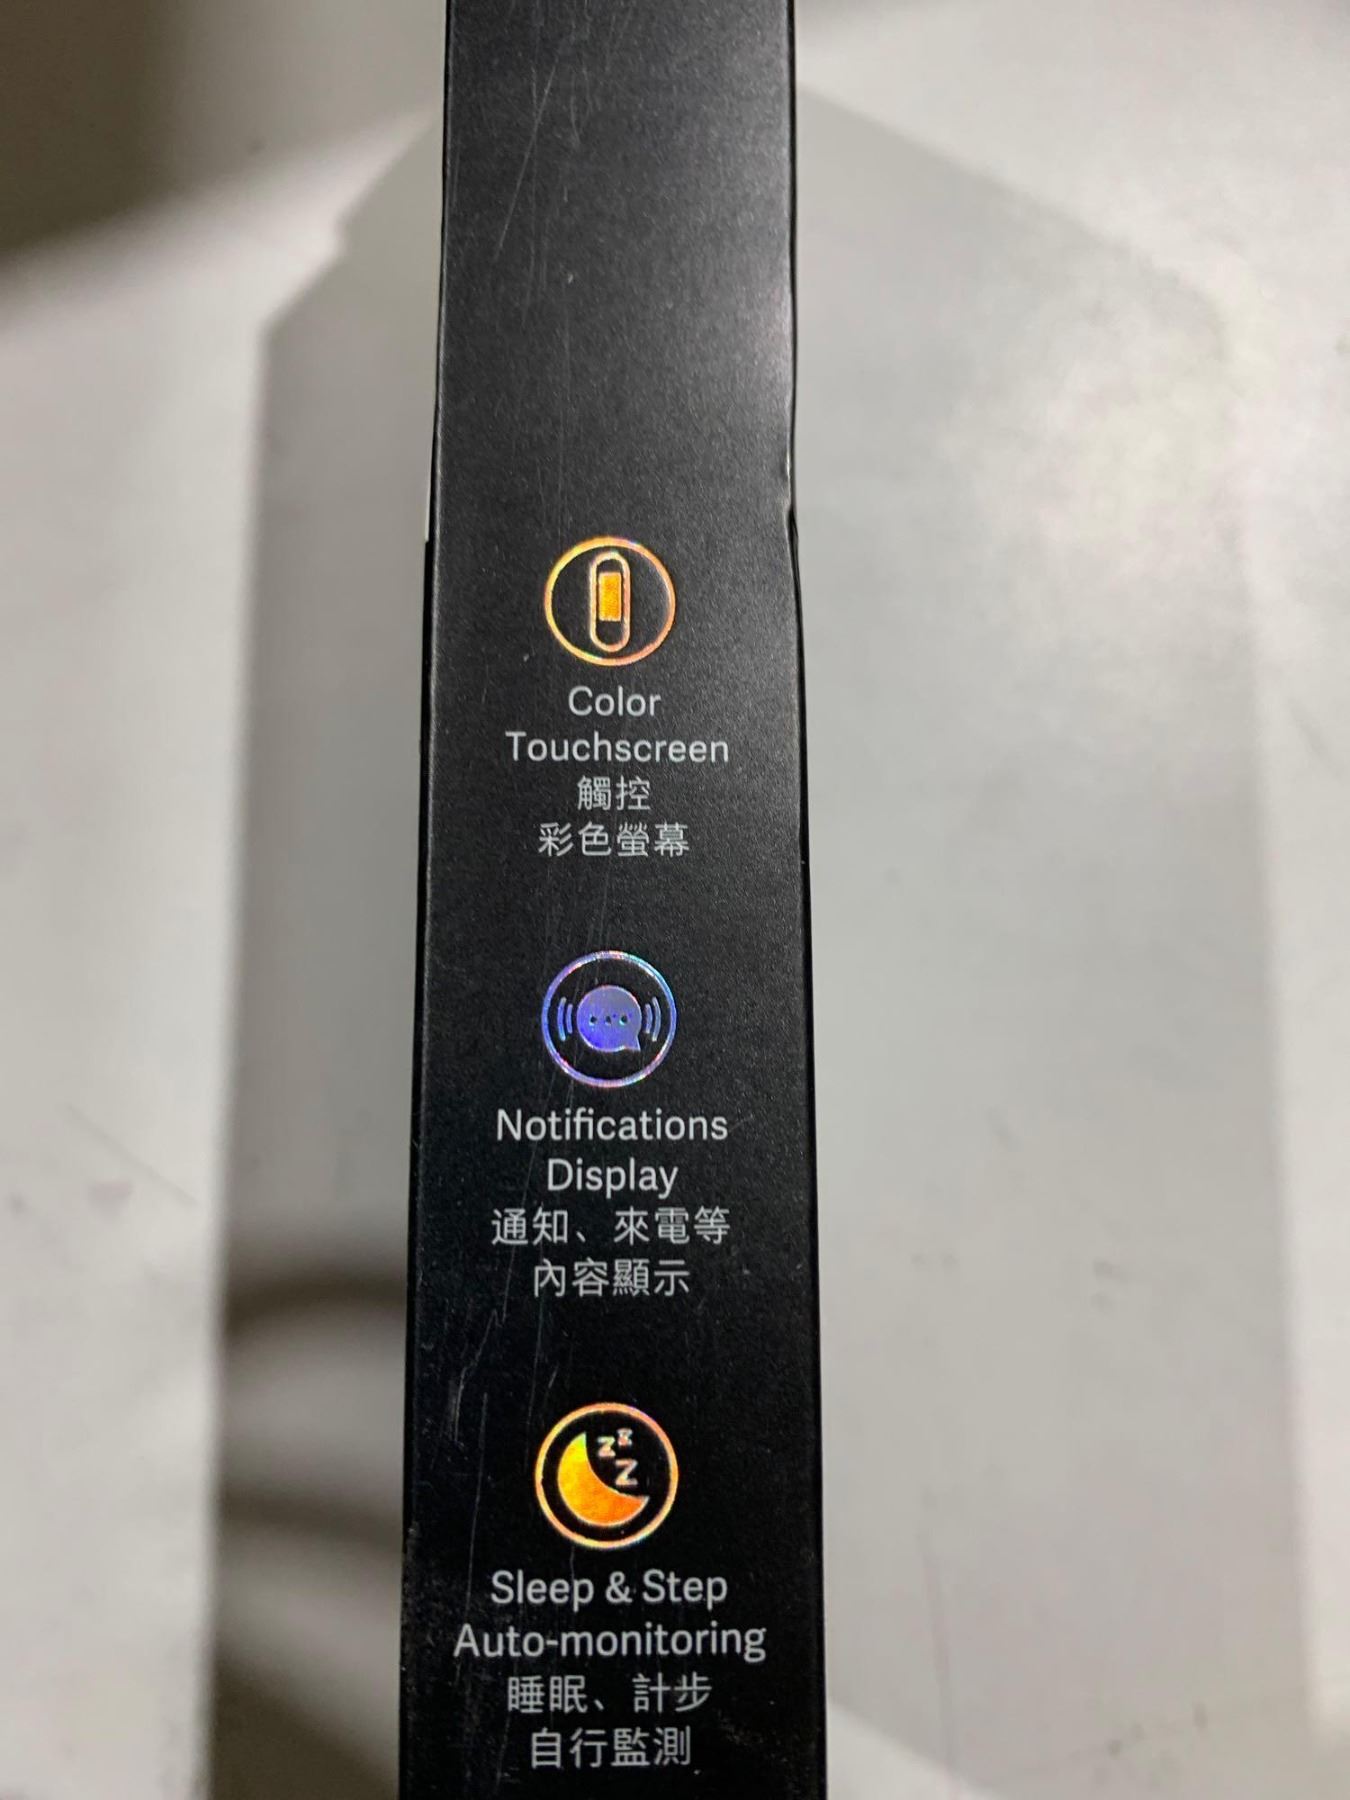 Color
Touchscreen
觸控
彩色螢幕
Notifications
Display
通知、來電等
內容顯示
Sleep & Step
Auto-monitoring
睡眠、計步
自行監測